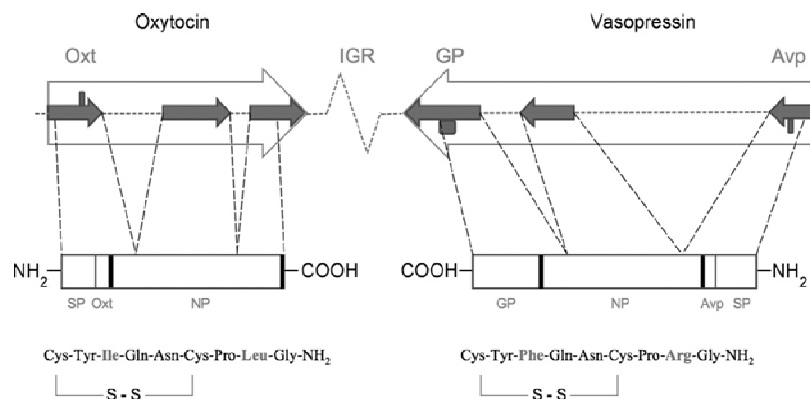 Oxytocin Vasopressin
Oxt IGR GP Avp
NH2 COOH COOH NH2
SP Oxt NP GP NP Avp SP
Cys-Tyr-Ile-Gln-Asn-Cys-Pro-Leu-Gly-NH2 Cys-Tyr-Phe-Gln-Asn-Cys-Pro-Arg-Gly-NH2
S - S S - S